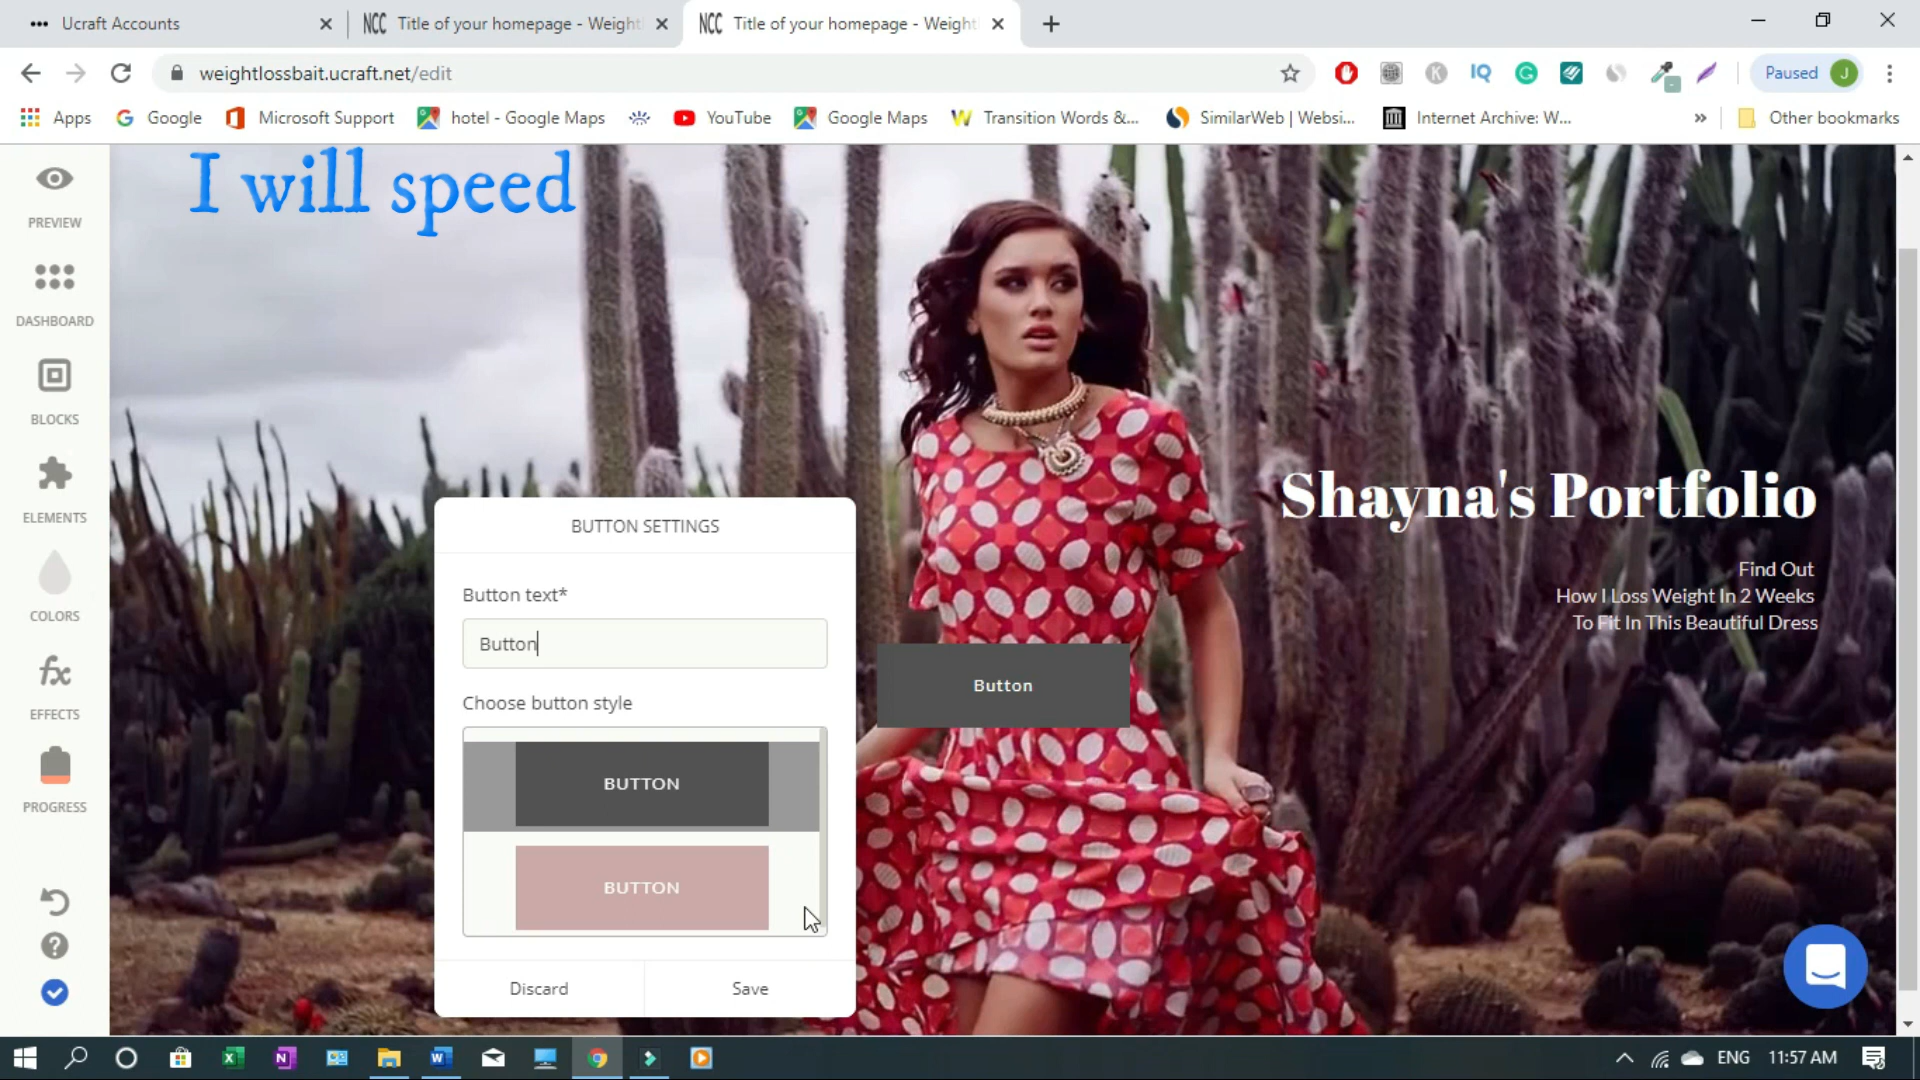 Ucraft Accounts
NCC Title of your homepage - Weight
NCC Title of your homepage - Weight
weightlossbait.ucraft.net/edit
K
IQ
G
Paused J
Apps
Google
Microsoft Support
hotel - Google Maps
YouTube
Google Maps
Transition Words &...
SimilarWeb | Websi...
Internet Archive: W...
»
Other bookmarks
PREVIEW
DASHBOARD
BLOCKS
ELEMENTS
COLORS
fx
EFFECTS
PROGRESS
?
I will speed
Shayna's Portfolio
Find Out
How I Loss Weight In 2 Weeks
To Fit In This Beautiful Dress
Button
BUTTON SETTINGS
Button text*
Button
Choose button style
BUTTON
BUTTON
Discard
Save
ENG
11:57 AM